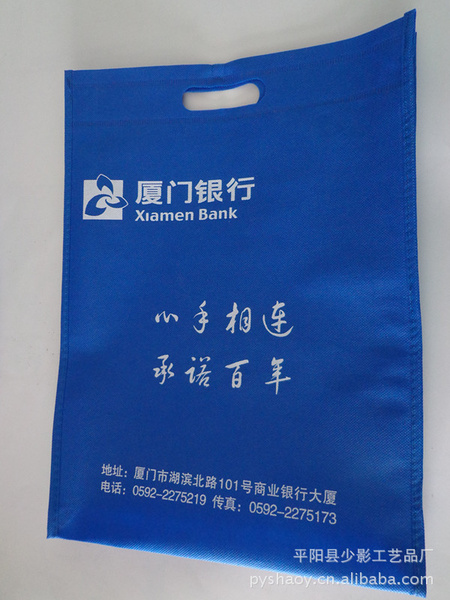 厦门银行
Xiamen Bank
心手相连
承诺百年
地址：厦门市湖滨北路101号商业银行大厦
电话：0592-2275219 传真：0592-2275173
平阳县少影工艺品厂
pyshaoy.cn.alibaba.com